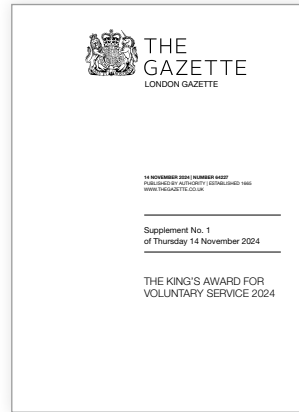 THE
GAZETTE
LONDON GAZETTE
14 NOVEMBER 2024 | NUMBER 64227
PUBLISHED BY AUTHORITY | ESTABLISHED 1665
WWW.THEGAZETTE.CO.UK
Supplement No. 1
of Thursday 14 November 2024
THE KING'S AWARD FOR
VOLUNTARY SERVICE 2024